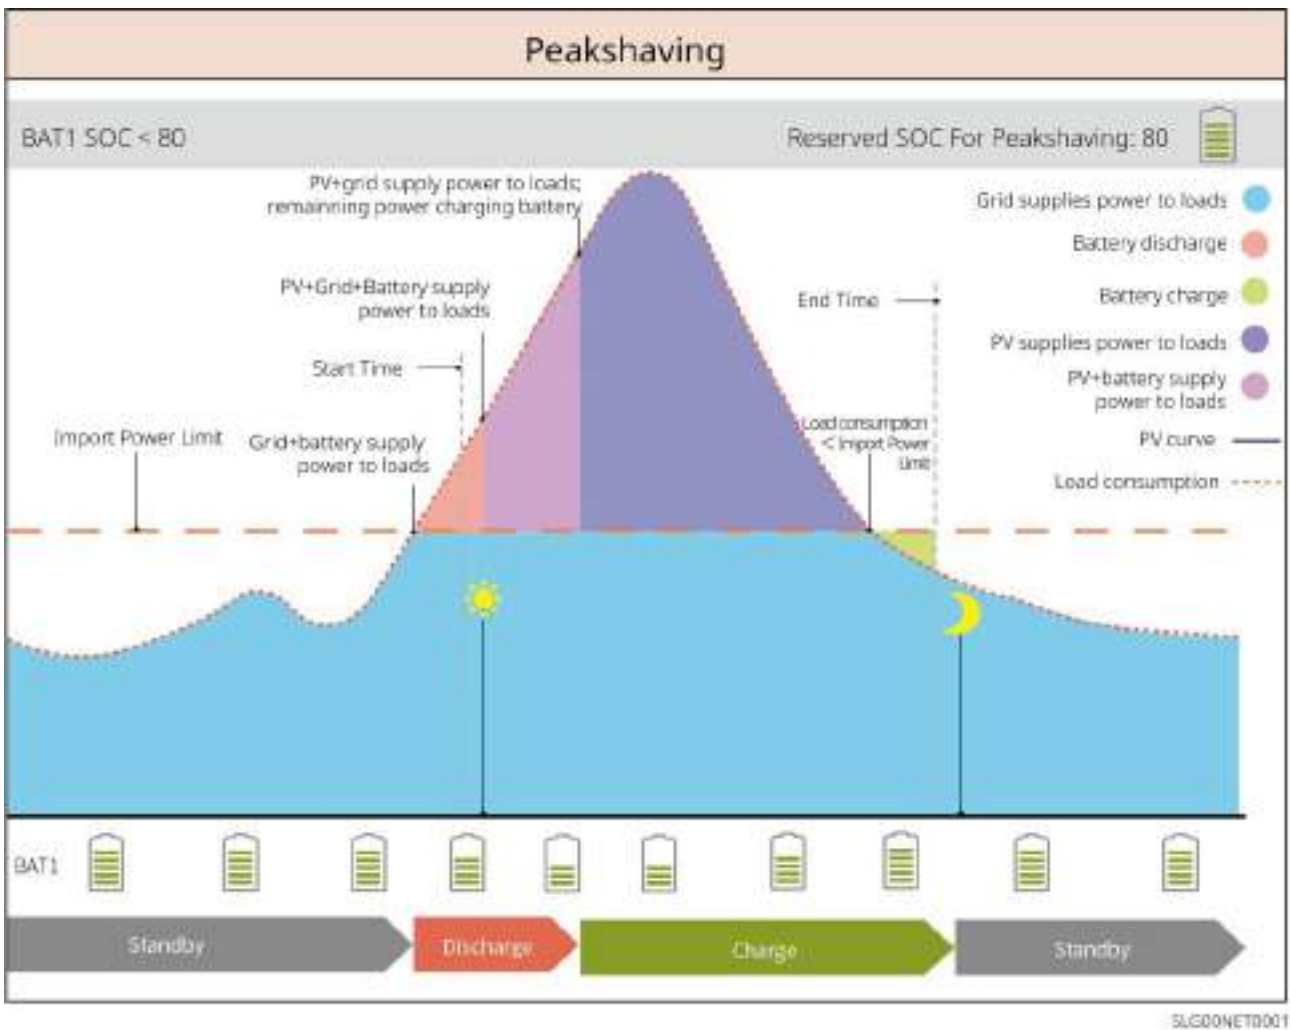 Peakshaving
BAT1 SOC < 80
Reserved SOC For Peakshaving: 80
PV+grid supply power to loads;
remainning power charging battery
PV+Grid+Battery supply
power to loads
Start Time
Import Power Limit
Grid+battery supply
power to loads
End Time
Load consumption
< Import Power
Limit
Grid supplies power to loads
Battery discharge
Battery charge
PV supplies power to loads
PV+battery supply
power to loads
PV curve
Load consumption
BAT1
Standby
Discharge
Charge
Standby
SLG00NET0001